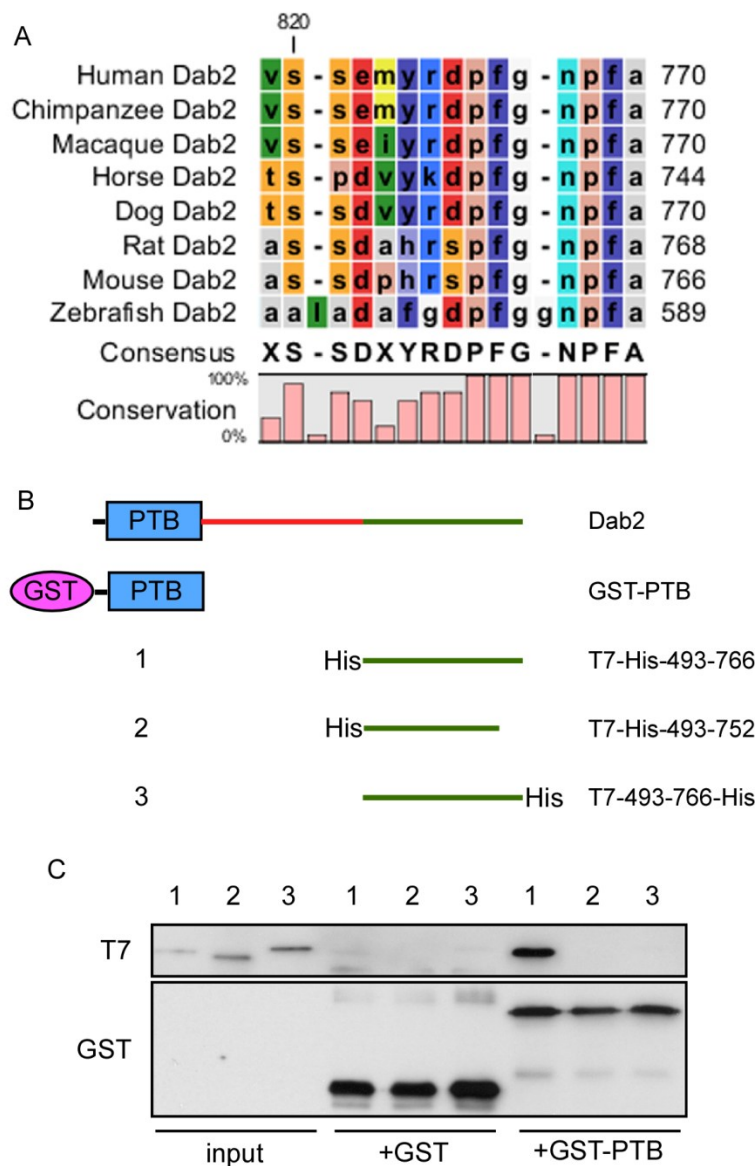 A
820
Human Dab2 v s - s e m y r d p f g - n p f a 770
Chimpanzee Dab2 v s - s e m y r d p f g - n p f a 770
Macaque Dab2 v s - s e i y r d p f g - n p f a 770
Horse Dab2 t s - p d v y k d p f g - n p f a 744
Dog Dab2 t s - s d v y r d p f g - n p f a 770
Rat Dab2 a s - s d a h r s p f g - n p f a 768
Mouse Dab2 a s - s d p h r s p f g - n p f a 766
Zebrafish Dab2 a a l a d a f g d p f g g n p f a 589
Consensus X S - S D X Y R D P F G - N P F A
100%
Conservation
0%
B
PTB Dab2
GST PTB GST-PTB
1 His T7-His-493-766
2 His T7-His-493-752
3 His T7-493-766-His
C
1 2 3 1 2 3 1 2 3
T7
GST
input +GST +GST-PTB